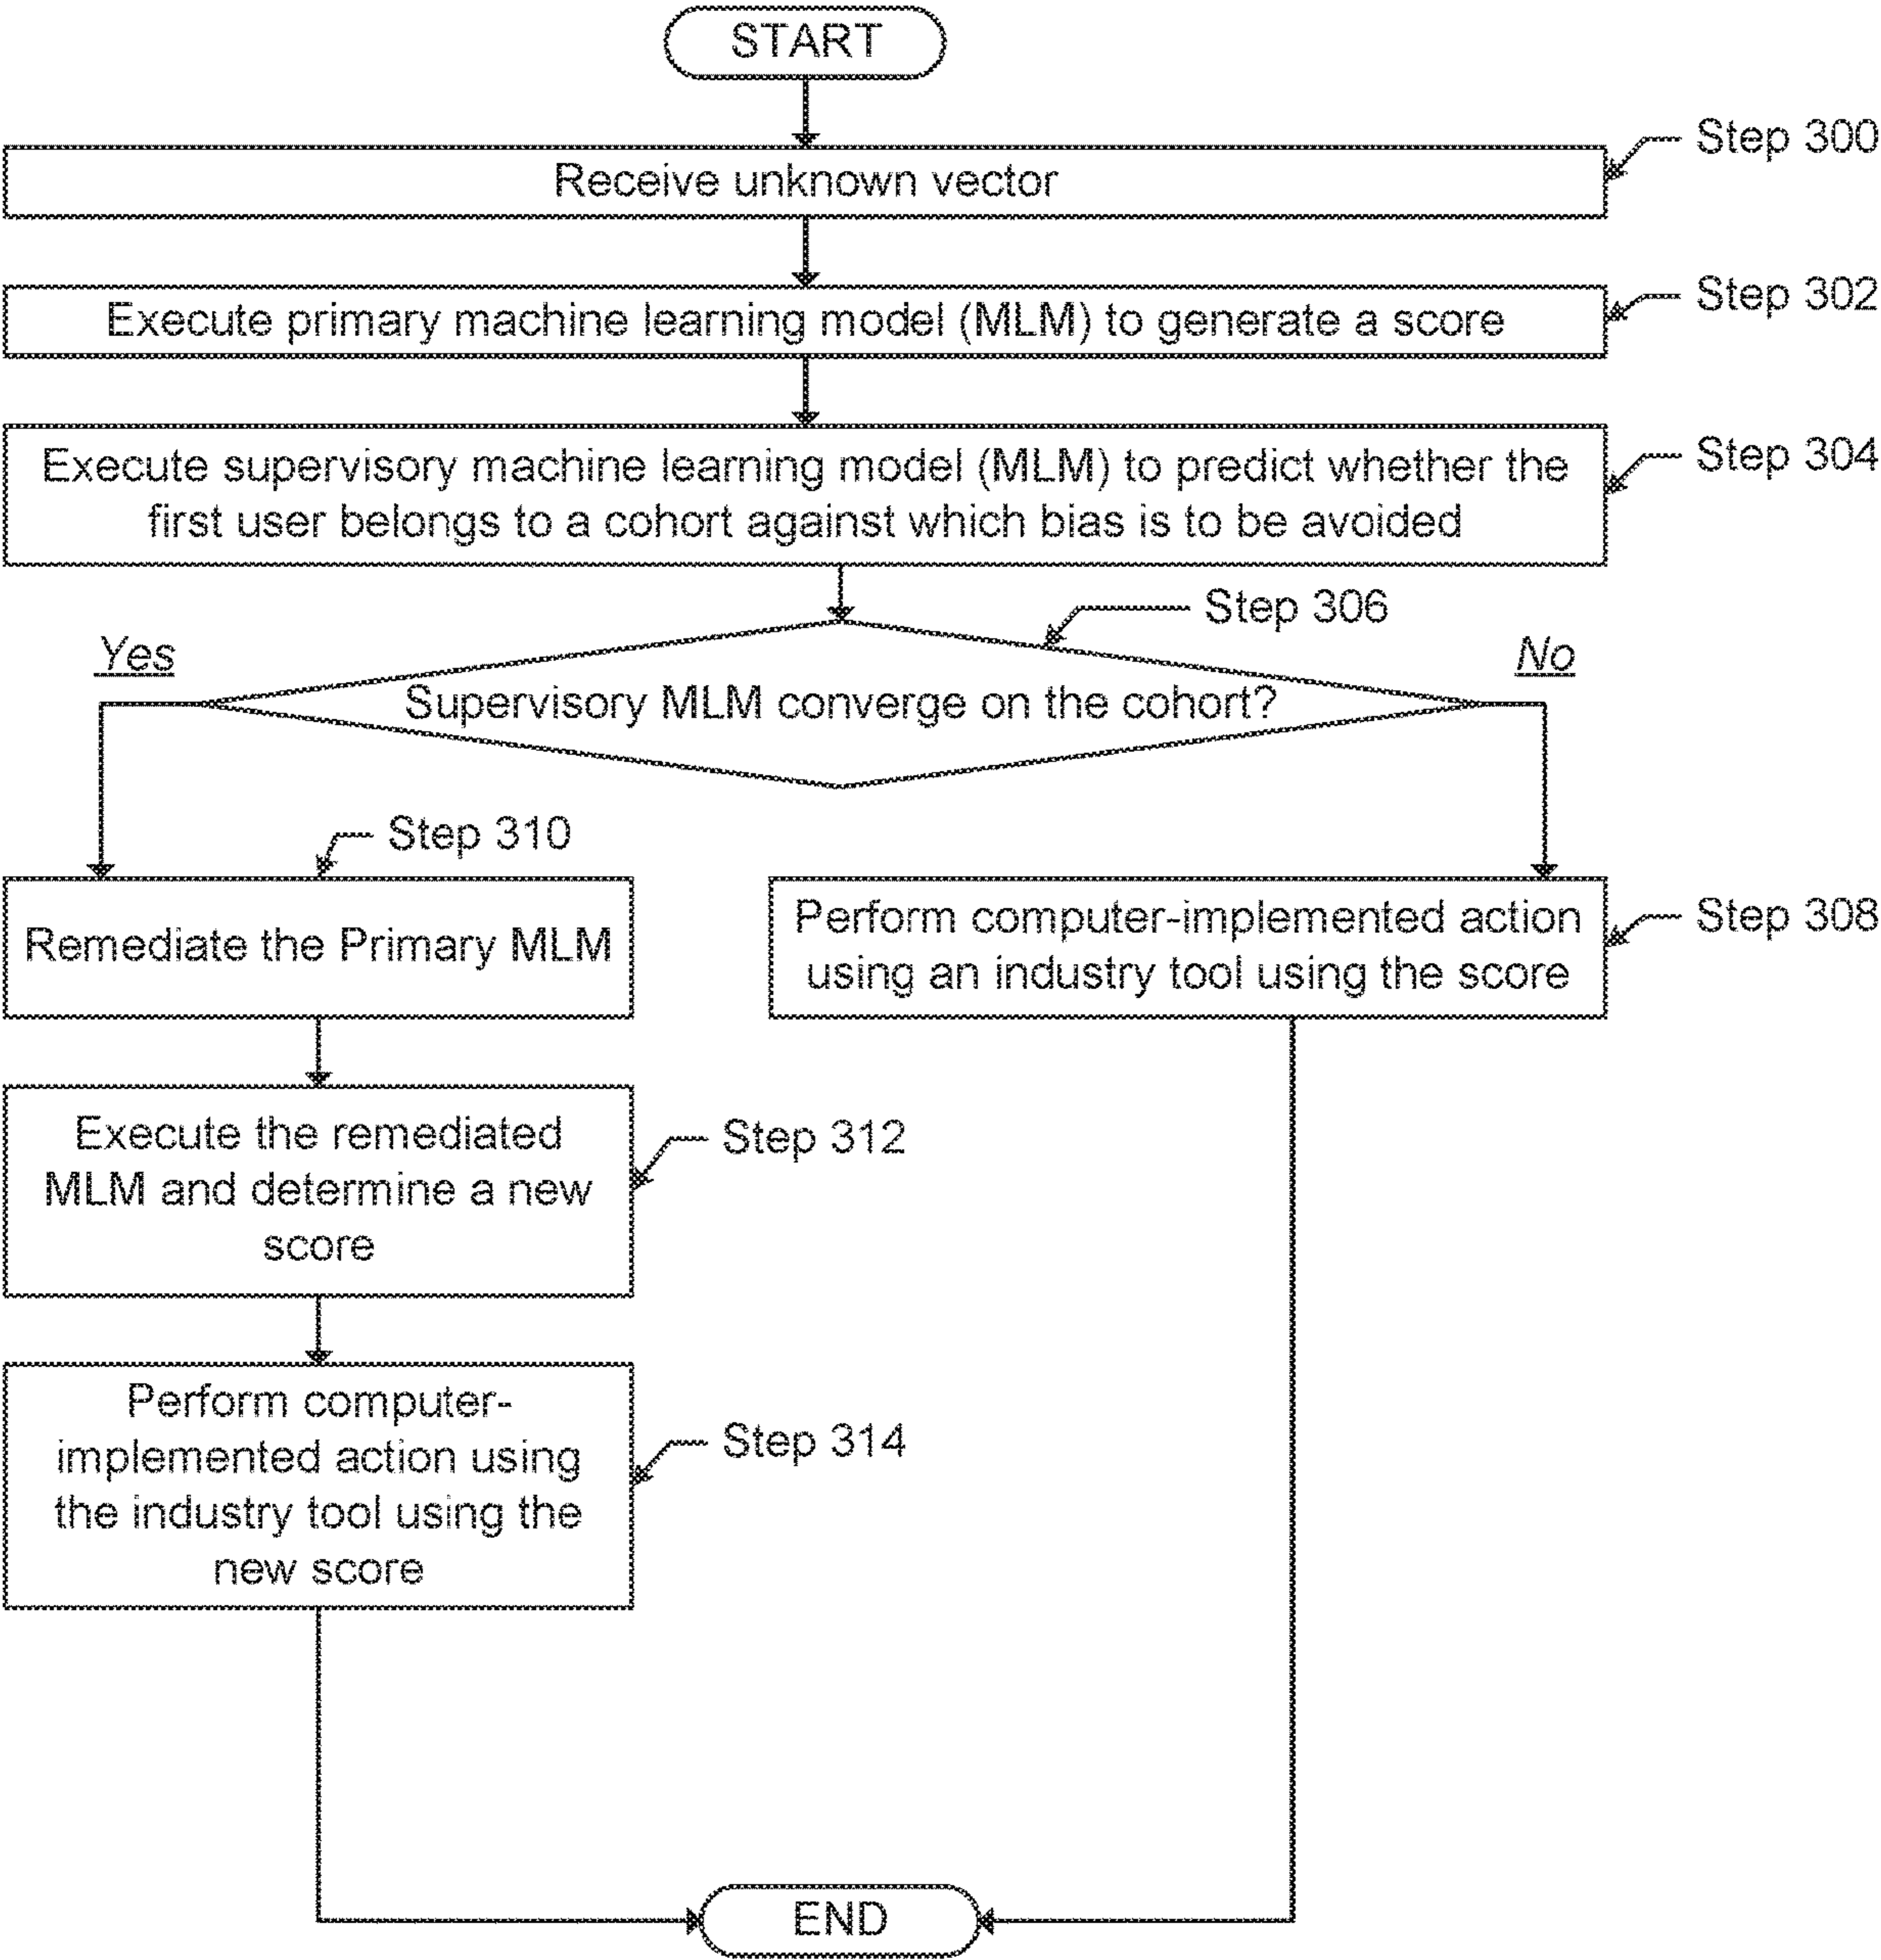 START
Step 300
Receive unknown vector
Step 302
Execute primary machine learning model (MLM) to generate a score
Step 304
Execute supervisory machine learning model (MLM) to predict whether the
first user belongs to a cohort against which bias is to be avoided
Step 306
Yes
No
Supervisory MLM converge on the cohort?
Step 310
Remediate the Primary MLM
Perform computer-implemented action
using an industry tool using the score
Step 308
Execute the remediated
MLM and determine a new
score
Step 312
Perform computer-
implemented action using
the industry tool using the
new score
Step 314
END